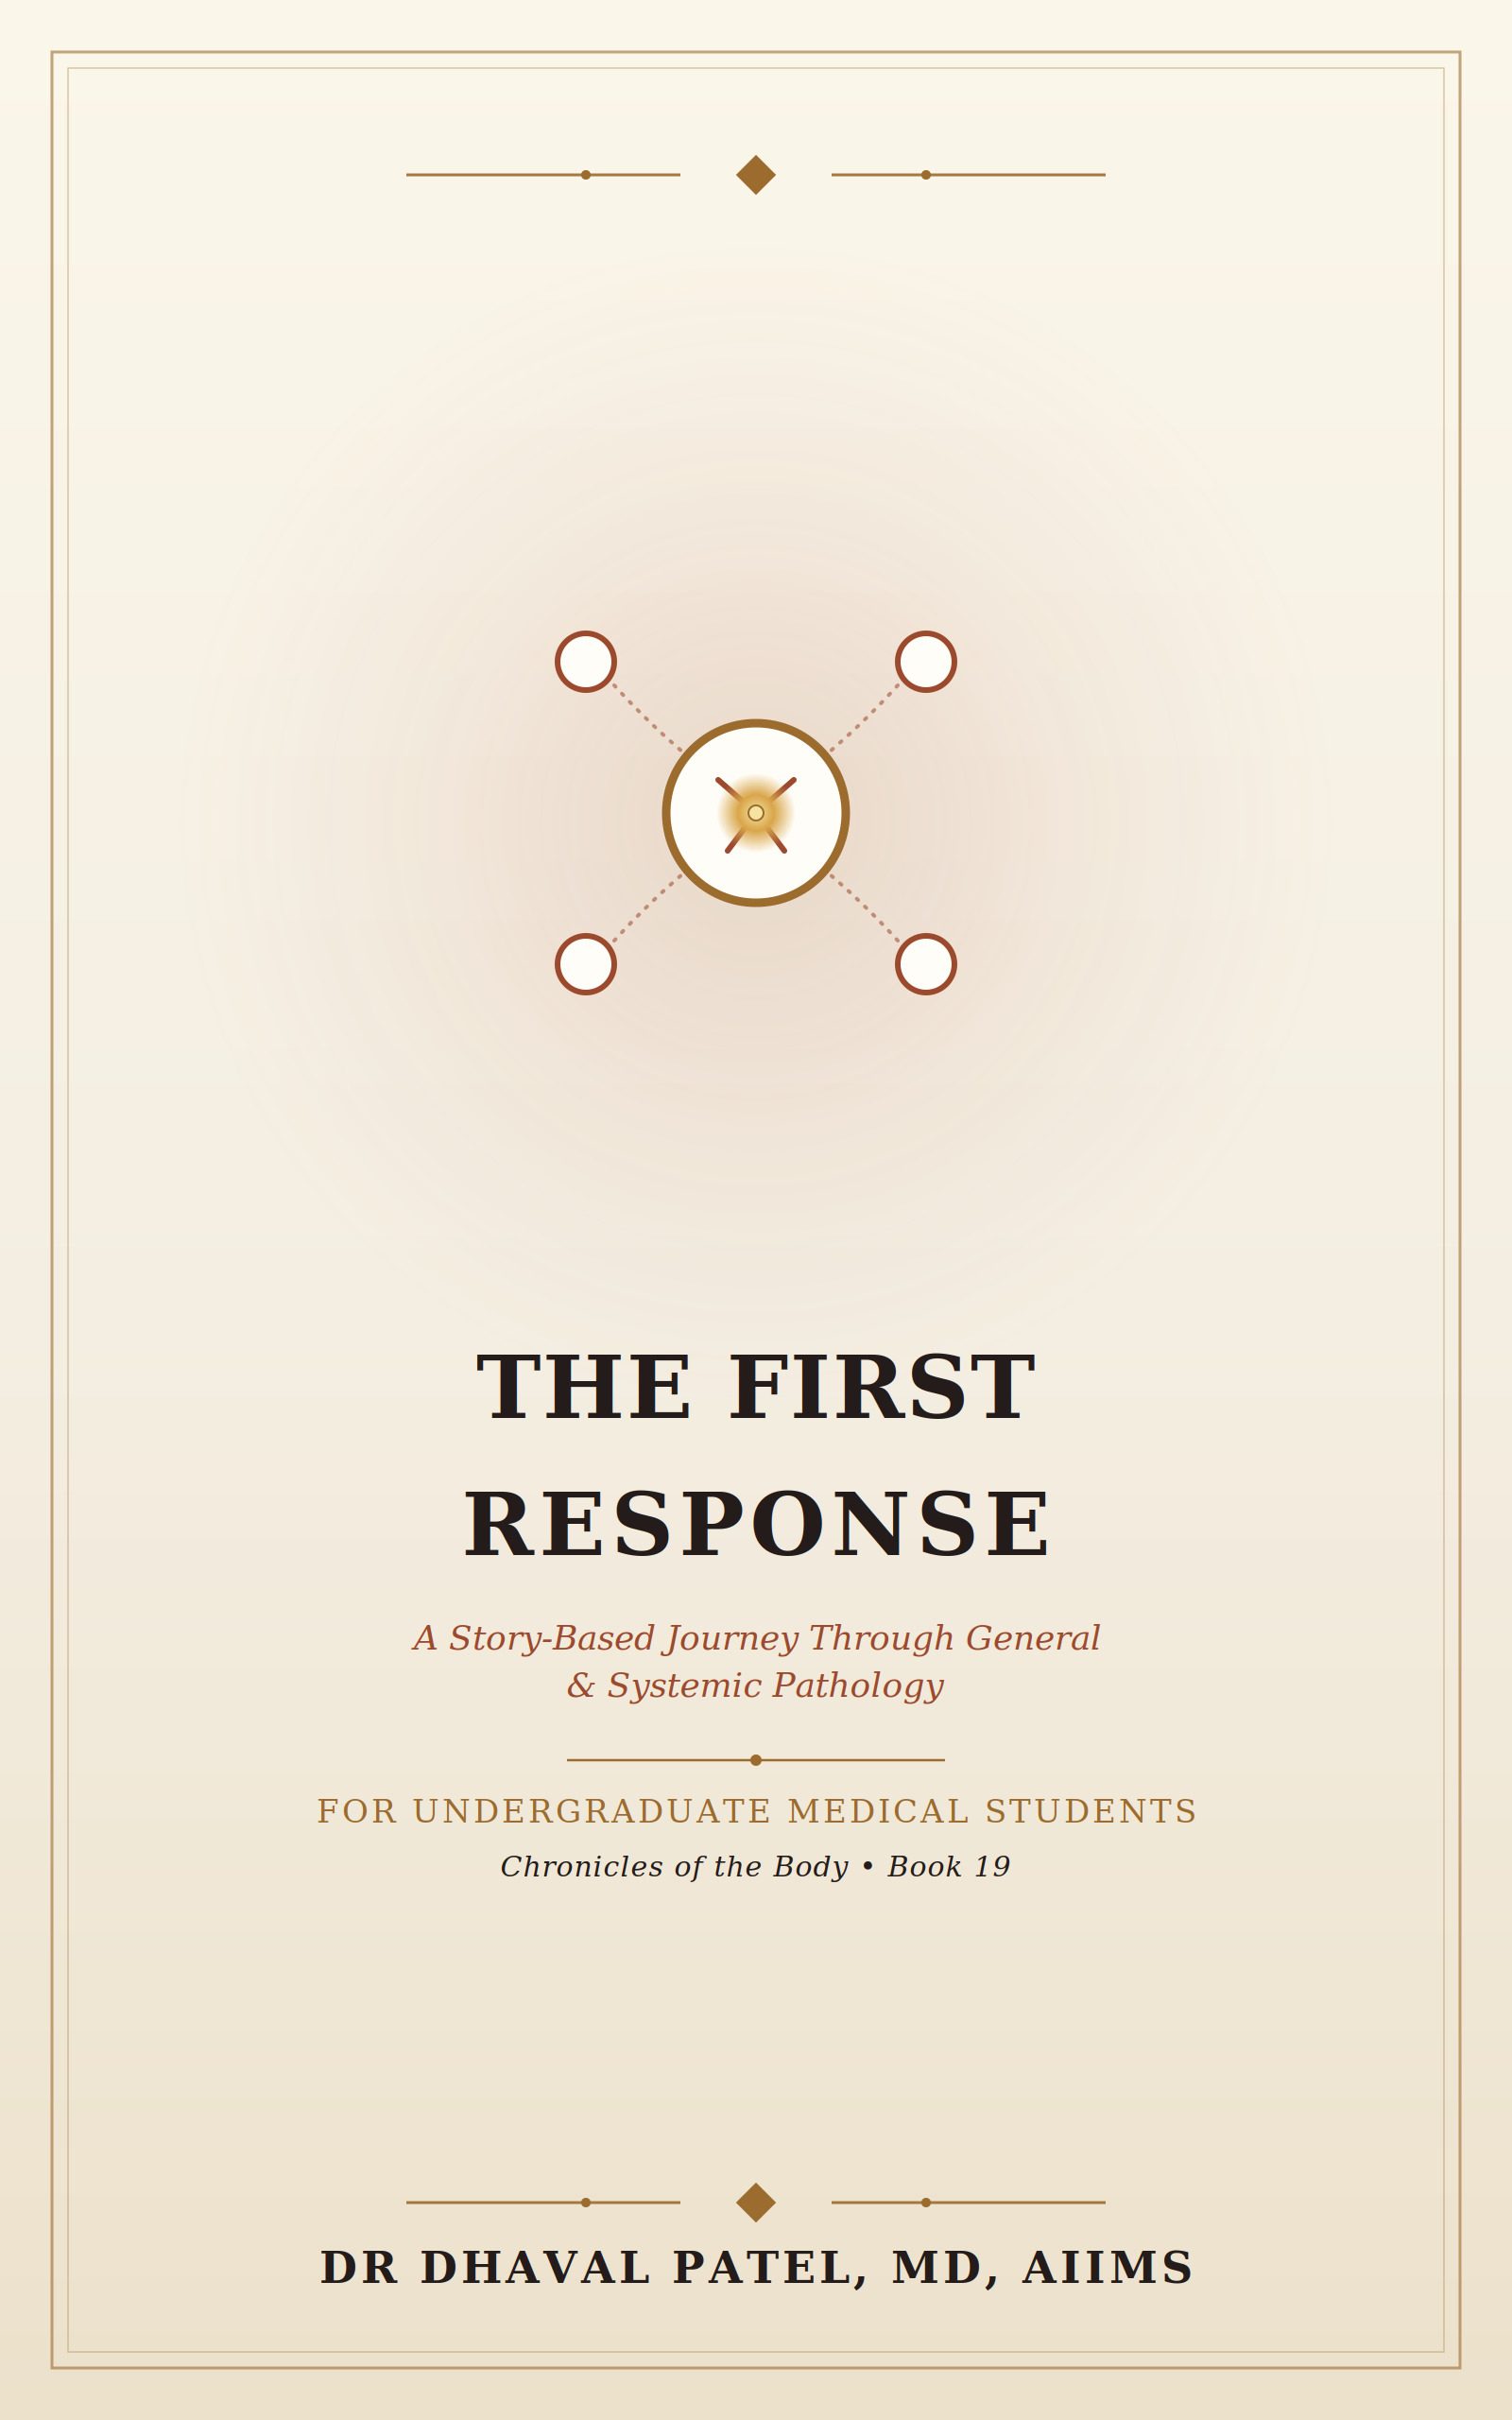 THE FIRST
RESPONSE
A Story-Based Journey Through General
& Systemic Pathology
FOR UNDERGRADUATE MEDICAL STUDENTS
Chronicles of the Body • Book 19
DR DHAVAL PATEL, MD, AIIMS